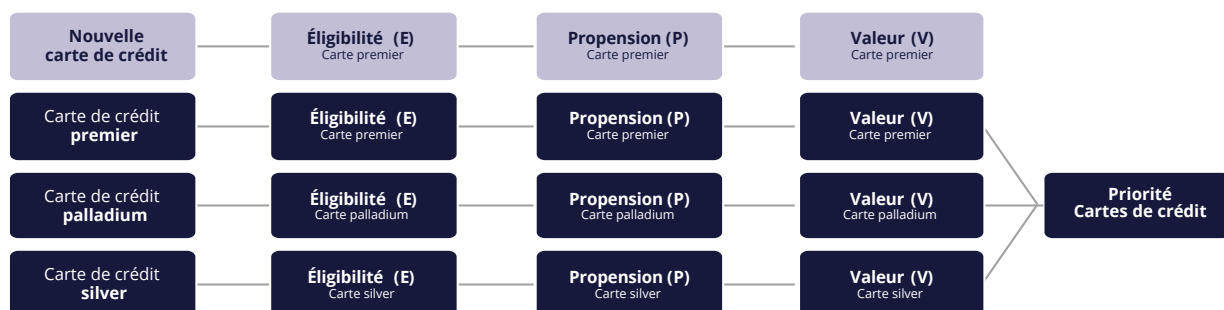 Nouvelle
carte de crédit
Éligibilité (E)
Carte premier
Propension (P)
Carte premier
Valeur (V)
Carte premier
Carte de crédit
premier
Éligibilité (E)
Carte premier
Propension (P)
Carte premier
Valeur (V)
Carte premier
Carte de crédit
palladium
Éligibilité (E)
Carte palladium
Propension (P)
Carte palladium
Valeur (V)
Carte palladium
Priorité
Cartes de crédit
Carte de crédit
silver
Éligibilité (E)
Carte silver
Propension (P)
Carte silver
Valeur (V)
Carte silver